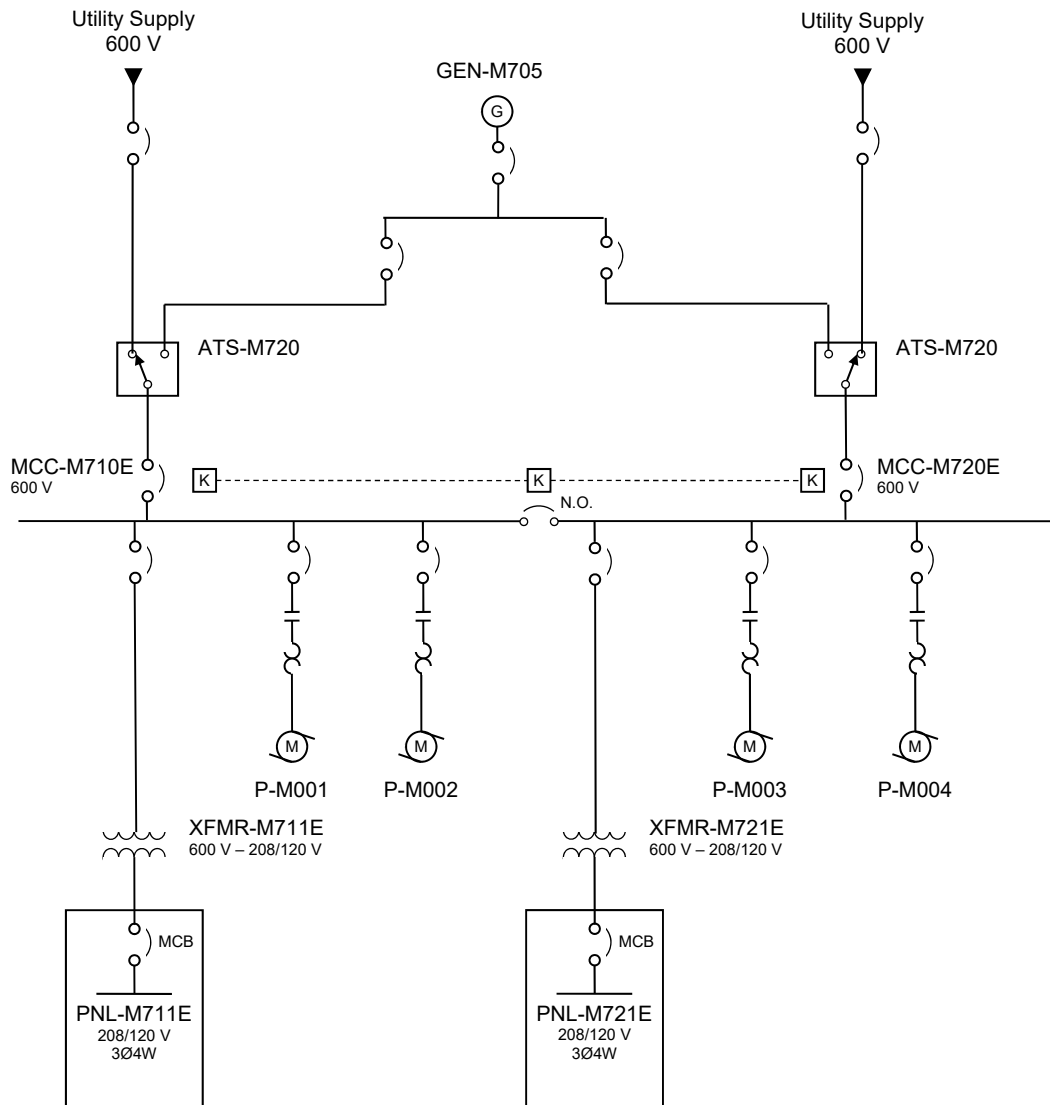 Utility Supply
600 V
Utility Supply
600 V
GEN-M705
G
ATS-M720
ATS-M720
MCC-M710E
600 V
K
K
K
MCC-M720E
600 V
N.O.
M
M
M
M
P-M001
P-M002
P-M003
P-M004
XFMR-M711E
600 V – 208/120 V
XFMR-M721E
600 V – 208/120 V
MCB
MCB
PNL-M711E
208/120 V
3Ø4W
PNL-M721E
208/120 V
3Ø4W